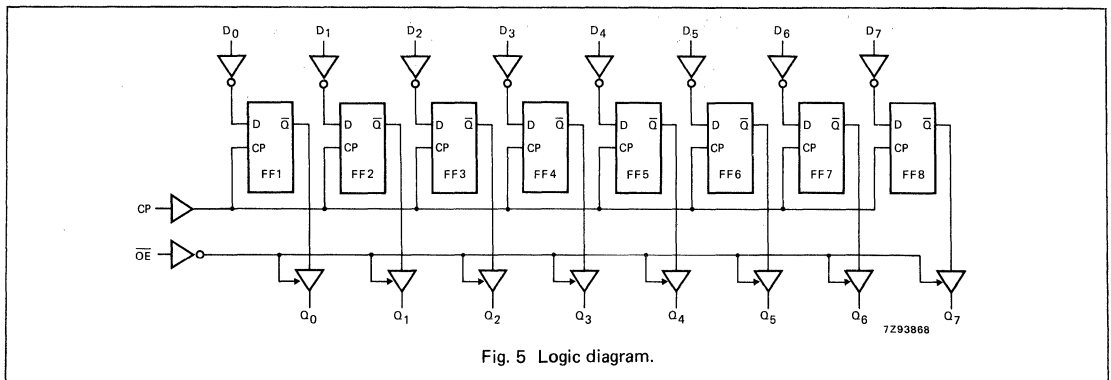 D0 D1 D2 D3 D4 D5 D6 D7
D Q̅ D Q̅ D Q̅ D Q̅ D Q̅ D Q̅ D Q̅ D Q̅
CP CP CP CP CP CP CP CP
FF1 FF2 FF3 FF4 FF5 FF6 FF7 FF8
CP
O̅E̅
Q0 Q1 Q2 Q3 Q4 Q5 Q6 Q7
7Z93868
Fig. 5 Logic diagram.